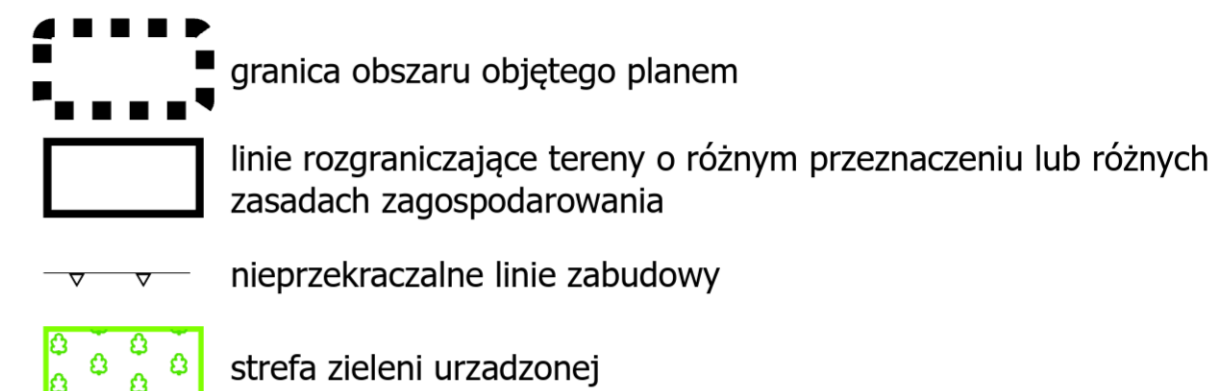 granica obszaru objętego planem
linie rozgraniczające tereny o różnym przeznaczeniu lub różnych
zasadach zagospodarowania
nieprzekraczalne linie zabudowy
strefa zieleni urzadzonej